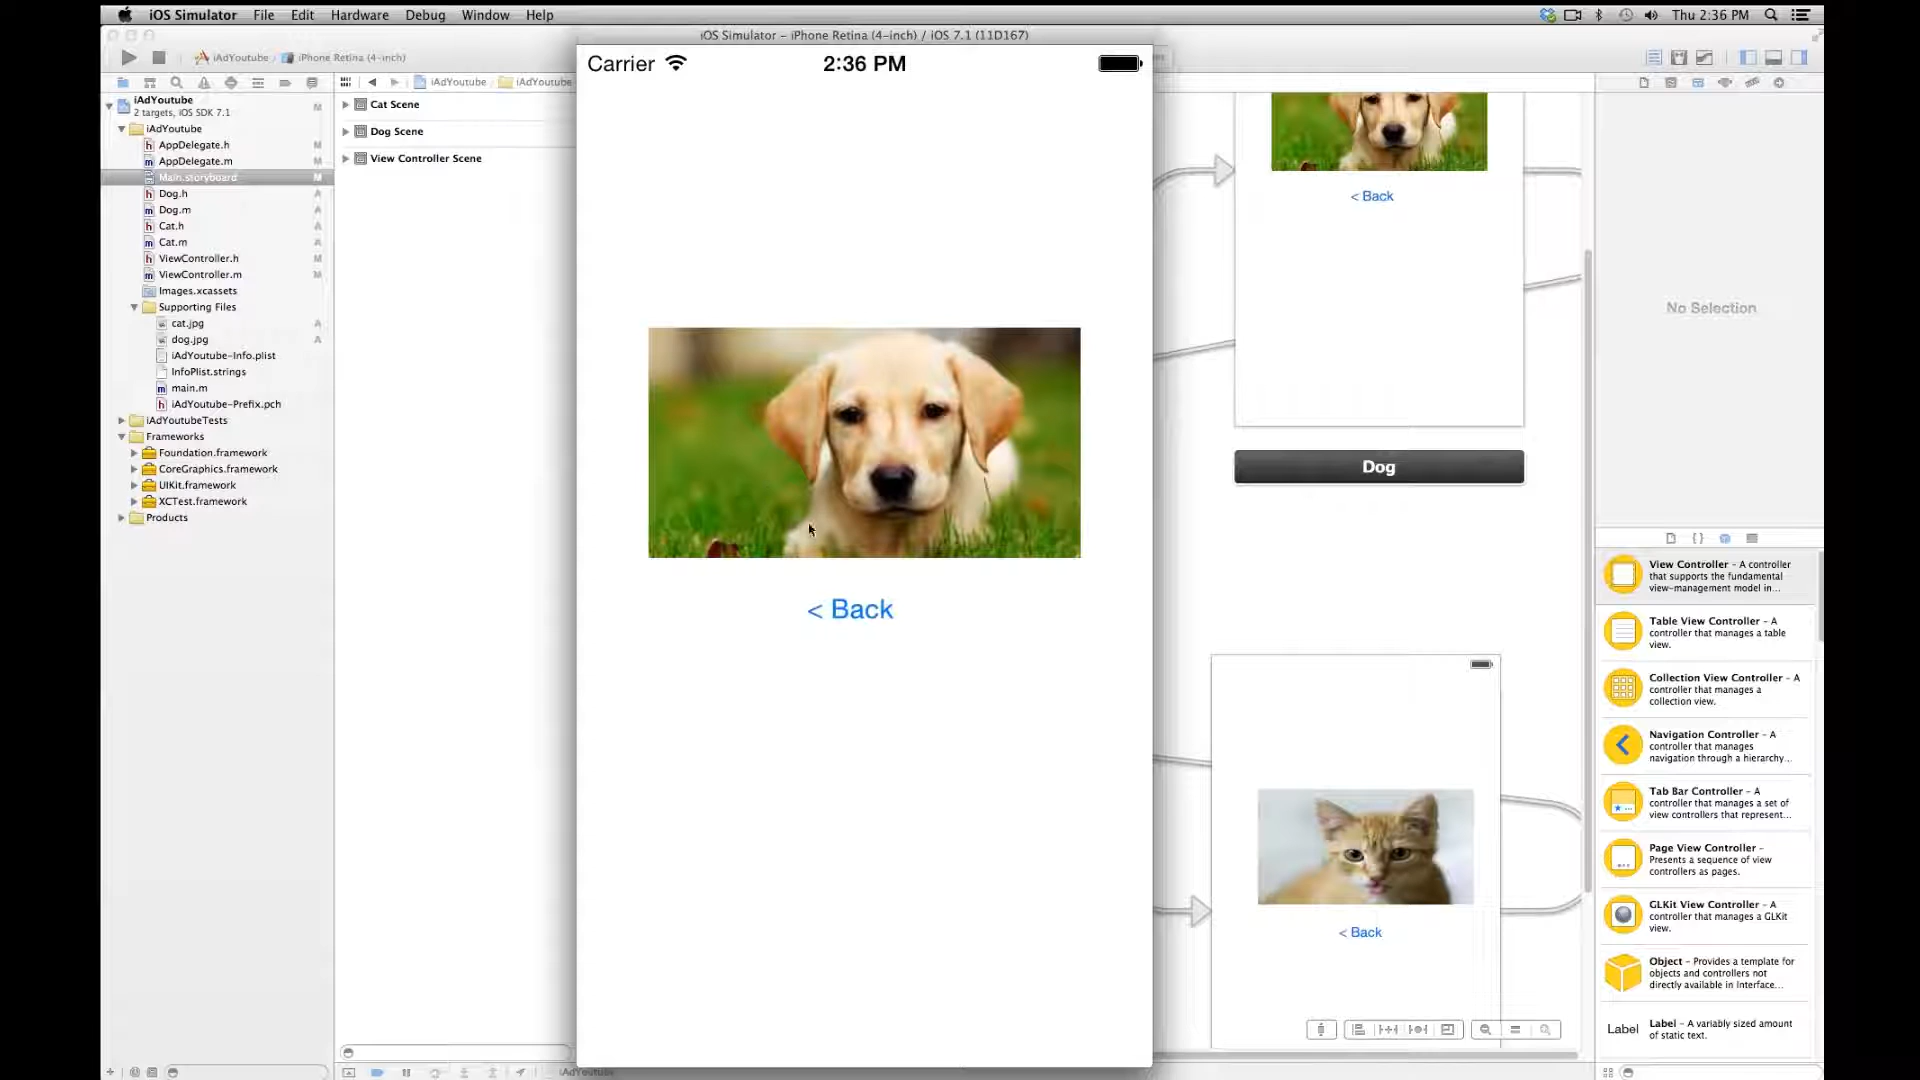 iOS Simulator File Edit Hardware Debug Window Help
Thu 2:36 PM
iOS Simulator – iPhone Retina (4-inch) / iOS 7.1 (11D167)
iAdYoutube
iPhone Retina (4-inch)
iAdYoutube
iAdYoutube
iAdYoutube
M
2 targets, iOS SDK 7.1
iAdYoutube
AppDelegate.h M
AppDelegate.m M
Main.storyboard M
Dog.h A
Dog.m A
Cat.h A
Cat.m A
ViewController.h M
ViewController.m M
Images.xcassets
Supporting Files
cat.jpg A
dog.jpg A
iAdYoutube-Info.plist
InfoPlist.strings
main.m
iAdYoutube-Prefix.pch
iAdYoutubeTests
Frameworks
Foundation.framework
CoreGraphics.framework
UIKit.framework
XCTest.framework
Products
Cat Scene
Dog Scene
View Controller Scene
Carrier
2:36 PM
< Back
< Back
Dog
< Back
iAdYoutube
No Selection
View Controller – A controller
that supports the fundamental
view-management model in...
Table View Controller – A
controller that manages a table
view.
Collection View Controller – A
controller that manages a
collection view.
Navigation Controller – A
controller that manages
navigation through a hierarchy...
Tab Bar Controller – A
controller that manages a set of
view controllers that represent...
Page View Controller –
Presents a sequence of view
controllers as pages.
GLKit View Controller – A
controller that manages a GLKit
view.
Object – Provides a template for
objects and controllers not
directly available in Interface...
Label
Label – A variably sized amount
of static text.